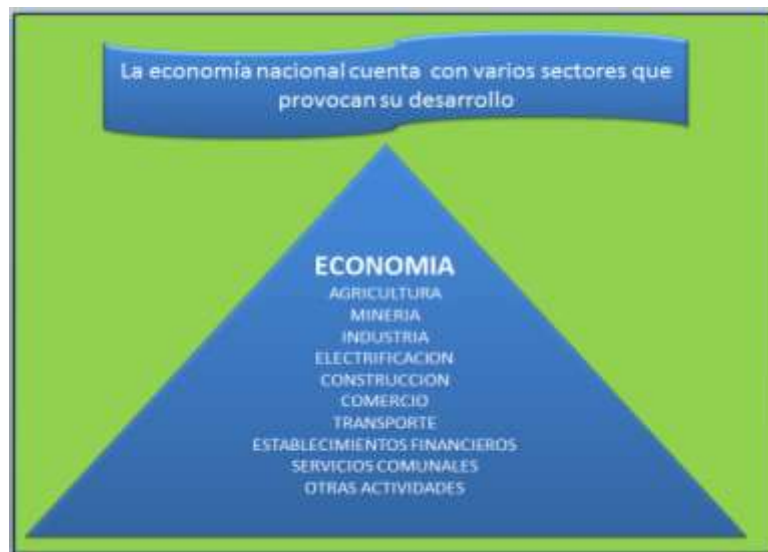 La economía nacional cuenta con varios sectores que
provocan su desarrollo
ECONOMIA
AGRICULTURA
MINERIA
INDUSTRIA
ELECTRIFICACION
CONSTRUCCION
COMERCIO
TRANSPORTE
ESTABLECIMIENTOS FINANCIEROS
SERVICIOS COMUNALES
OTRAS ACTIVIDADES